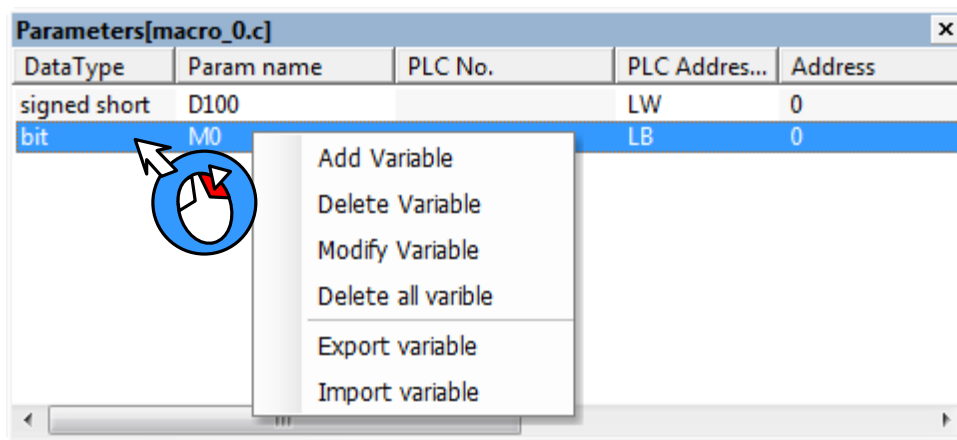 Parameters[macro_0.c]
DataType Param name PLC No. PLC Addres... Address
signed short D100 LW 0
bit M0 LB 0
Add Variable
Delete Variable
Modify Variable
Delete all varible
Export variable
Import variable